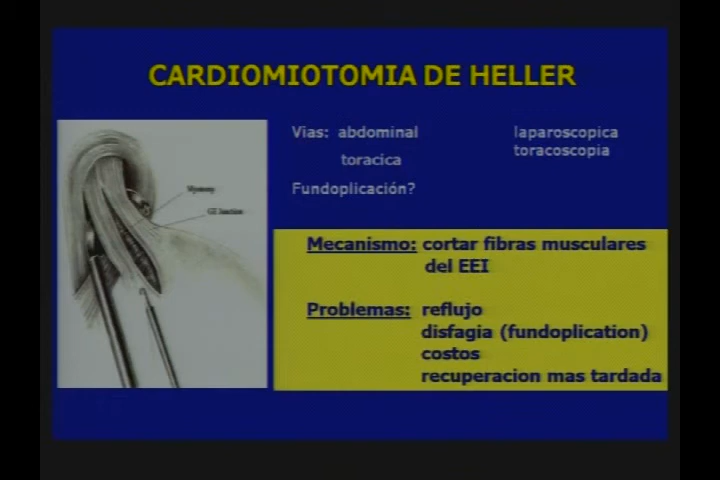 CARDIOMIOTOMIA DE HELLER
Vias: abdominal
laparoscopica
toracica
toracoscopia
Fundoplicación?
Myotomy
GE Junction
Mecanismo: cortar fibras musculares
del EEI
Problemas: reflujo
disfagia (fundoplication)
costos
recuperacion mas tardada